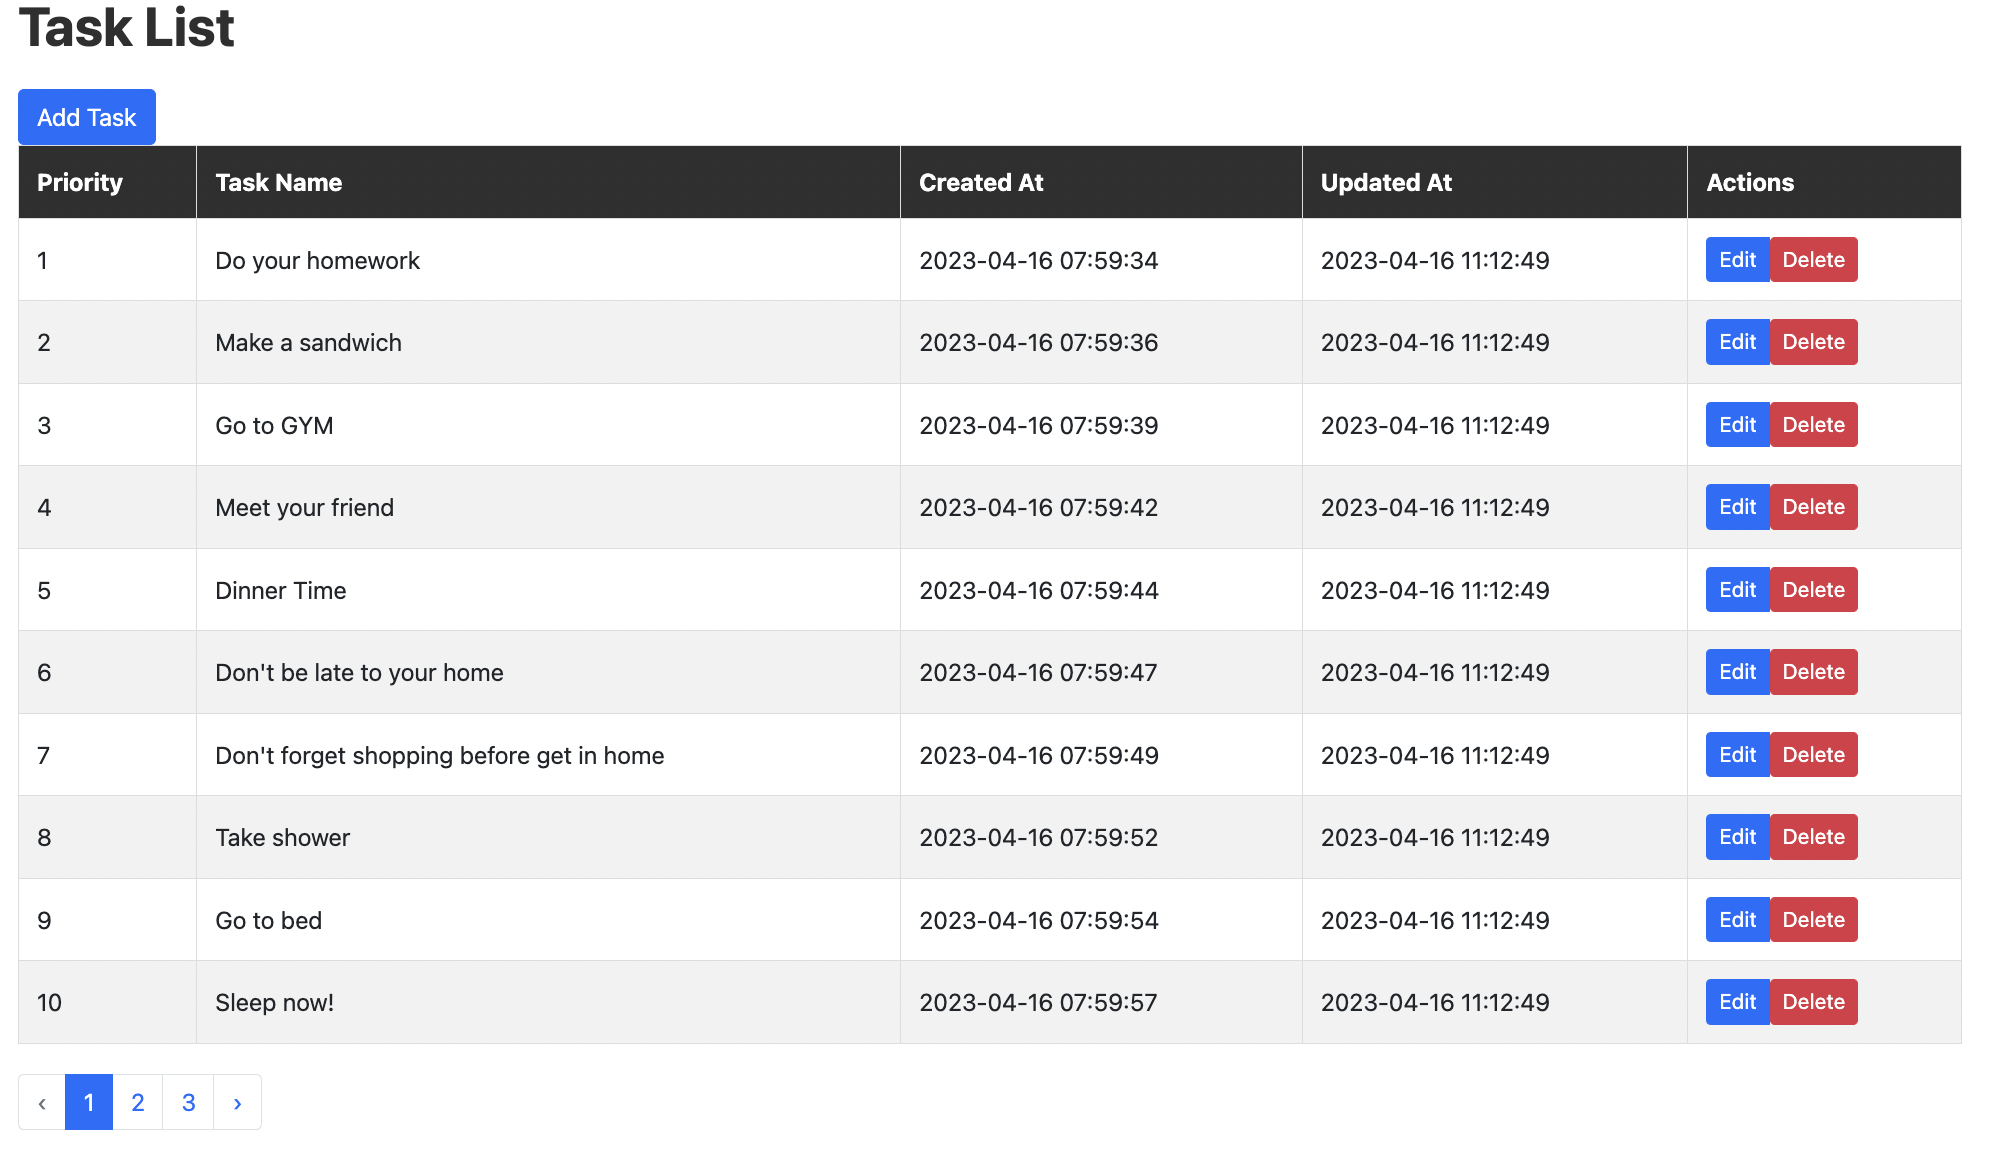 Task List
Add Task
Priority Task Name Created At Updated At Actions
1 Do your homework 2023-04-16 07:59:34 2023-04-16 11:12:49 Edit Delete
2 Make a sandwich 2023-04-16 07:59:36 2023-04-16 11:12:49 Edit Delete
3 Go to GYM 2023-04-16 07:59:39 2023-04-16 11:12:49 Edit Delete
4 Meet your friend 2023-04-16 07:59:42 2023-04-16 11:12:49 Edit Delete
5 Dinner Time 2023-04-16 07:59:44 2023-04-16 11:12:49 Edit Delete
6 Don't be late to your home 2023-04-16 07:59:47 2023-04-16 11:12:49 Edit Delete
7 Don't forget shopping before get in home 2023-04-16 07:59:49 2023-04-16 11:12:49 Edit Delete
8 Take shower 2023-04-16 07:59:52 2023-04-16 11:12:49 Edit Delete
9 Go to bed 2023-04-16 07:59:54 2023-04-16 11:12:49 Edit Delete
10 Sleep now! 2023-04-16 07:59:57 2023-04-16 11:12:49 Edit Delete
‹ 1 2 3 ›